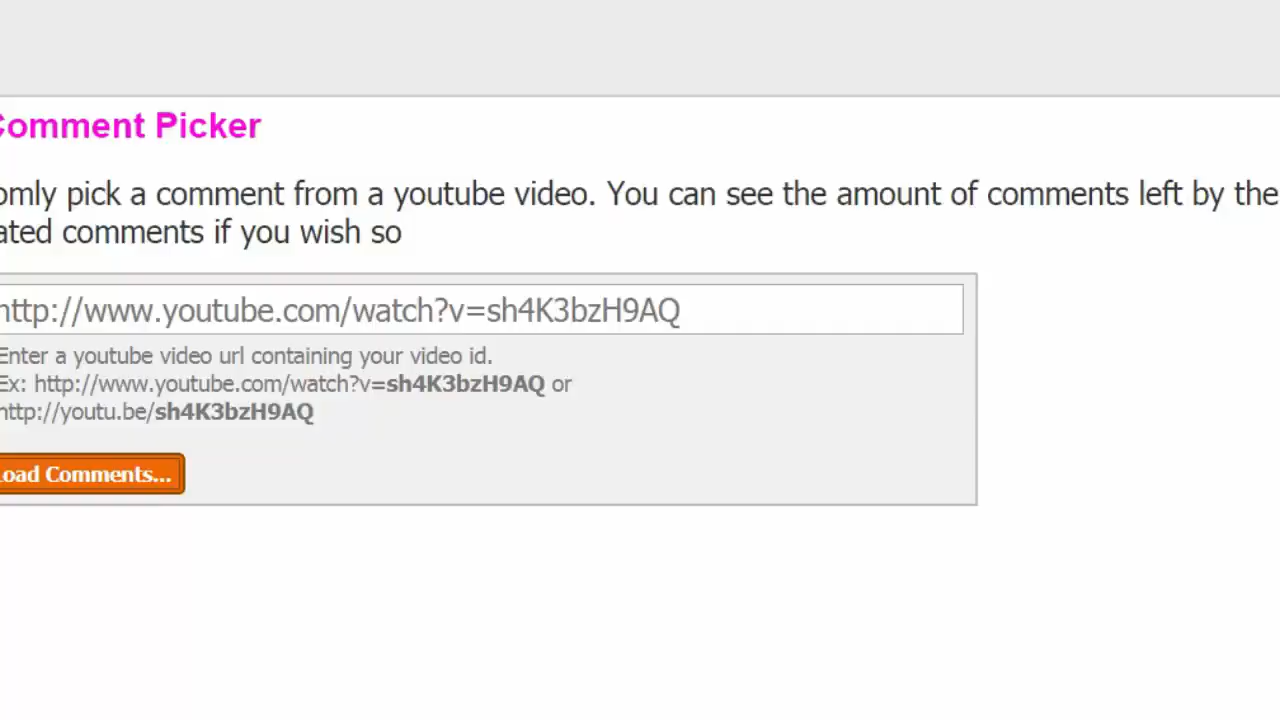 Comment Picker
omly pick a comment from a youtube video. You can see the amount of comments left by the
ated comments if you wish so
http://www.youtube.com/watch?v=sh4K3bzH9AQ
Enter a youtube video url containing your video id.
Ex: http://www.youtube.com/watch?v=sh4K3bzH9AQ or
http://youtu.be/sh4K3bzH9AQ
Load Comments...